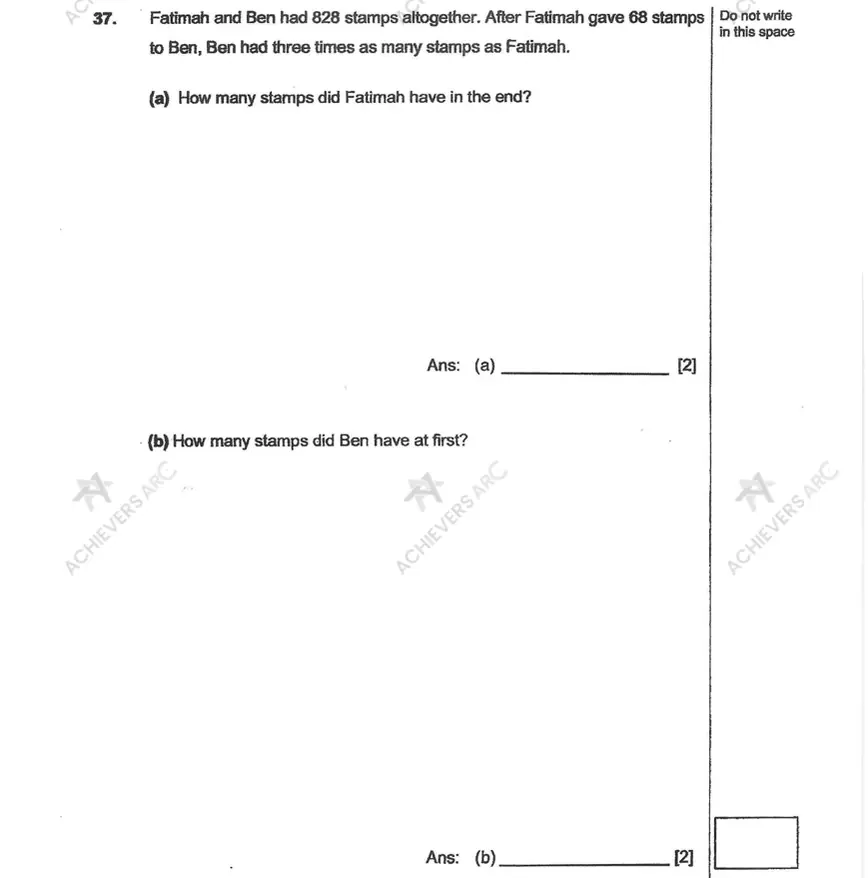 37. Fatimah and Ben had 828 stamps altogether. After Fatimah gave 68 stamps
to Ben, Ben had three times as many stamps as Fatimah.
Do not write
in this space
(a) How many stamps did Fatimah have in the end?
Ans: (a) [2]
(b) How many stamps did Ben have at first?
ACHIEVERS ARC
ACHIEVERS ARC
ACHIEVERS ARC
Ans: (b) [2]